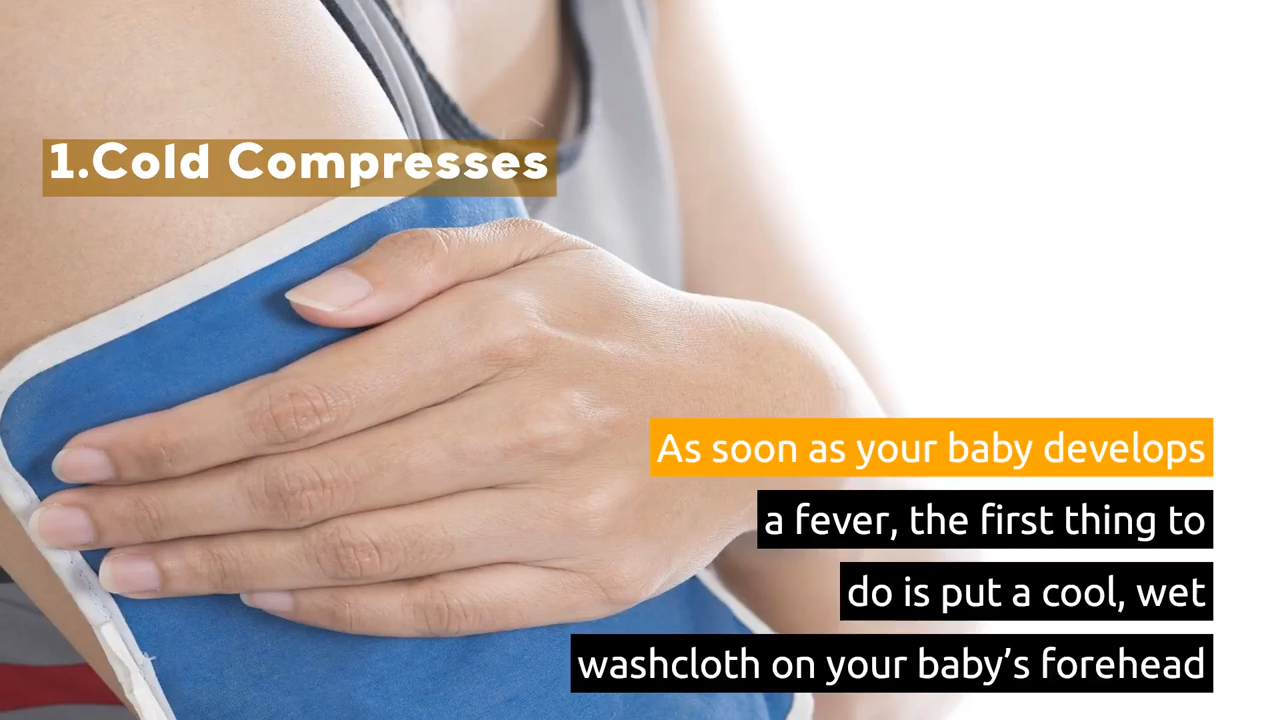 1.Cold Compresses
As soon as your baby develops
a fever, the first thing to
do is put a cool, wet
washcloth on your baby’s forehead